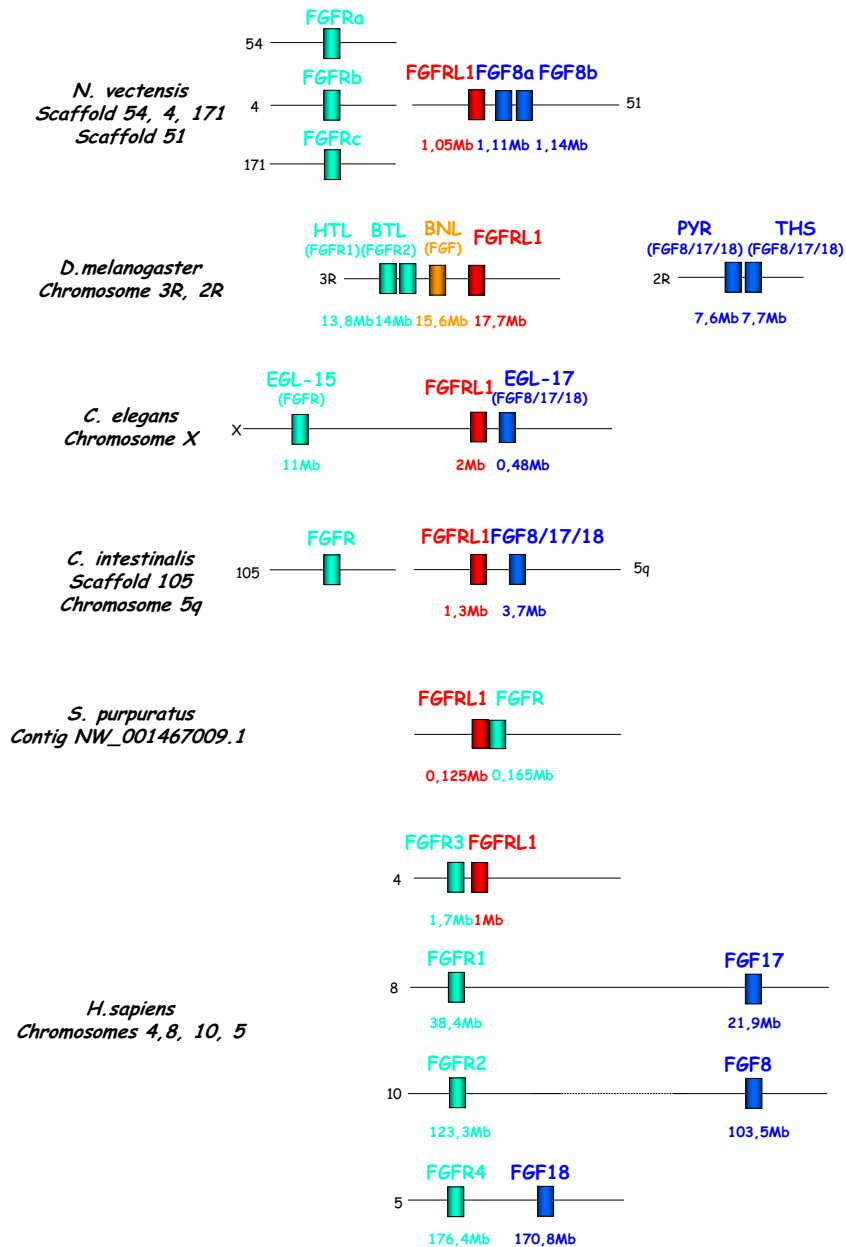 FGFRa
54
FGFRb
FGFRL1 FGF8a FGF8b
N. vectensis
Scaffold 54, 4, 171
Scaffold 51
4
51
1,05Mb 1,11Mb 1,14Mb
FGFRc
171
HTL BTL BNL FGFRL1
(FGFR1) (FGFR2) (FGF)
PYR THS
(FGF8/17/18) (FGF8/17/18)
D.melanogaster
Chromosome 3R, 2R
3R
2R
13,8Mb 14Mb 15,6Mb 17,7Mb
7,6Mb 7,7Mb
EGL-15
(FGFR)
FGFRL1 EGL-17
(FGF8/17/18)
C. elegans
Chromosome X
X
11Mb 2Mb 0,48Mb
FGFR FGFRL1 FGF8/17/18
C. intestinalis
Scaffold 105
Chromosome 5q
105
5q
1,3Mb 3,7Mb
FGFRL1 FGFR
S. purpuratus
Contig NW_001467009.1
0,125Mb 0,165Mb
FGFR3 FGFRL1
4
1,7Mb 1Mb
FGFR1 FGF17
8
38,4Mb 21,9Mb
H.sapiens
Chromosomes 4,8, 10, 5
FGFR2 FGF8
10
123,3Mb 103,5Mb
FGFR4 FGF18
5
176,4Mb 170,8Mb